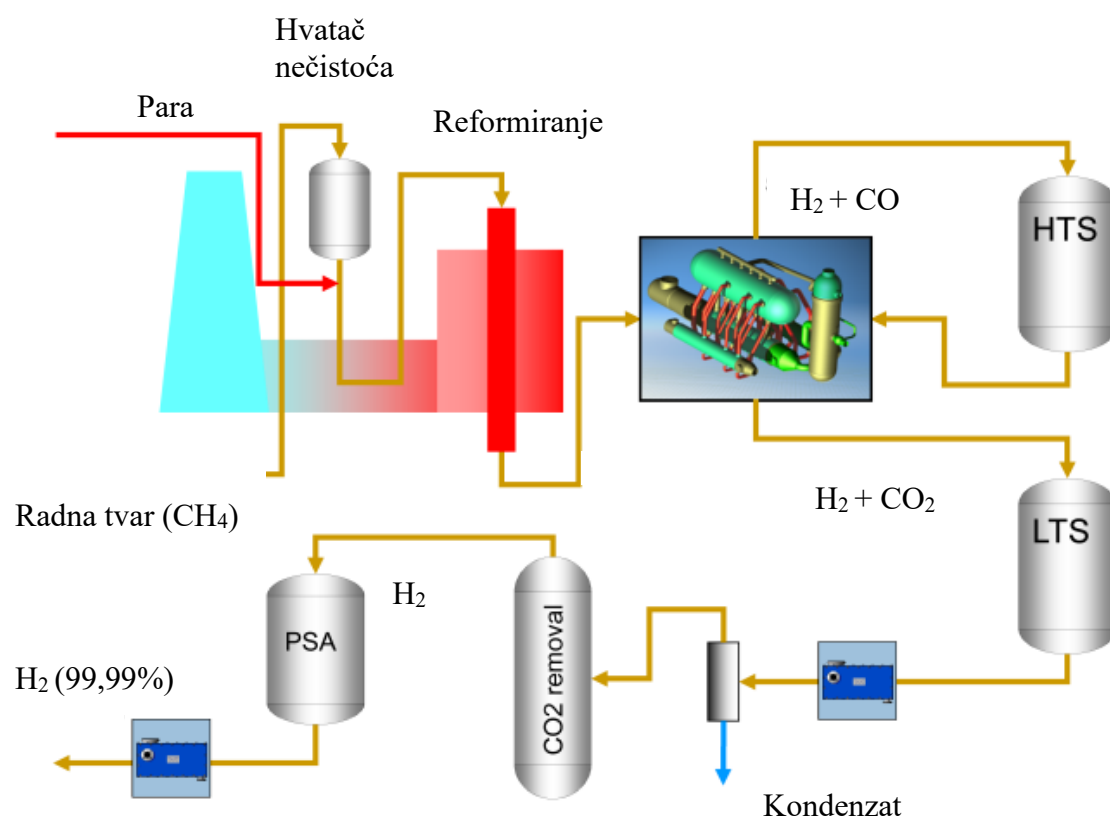 Hvatač
nečistoća
Para
Reformiranje
H₂ + CO
HTS
Radna tvar (CH₄)
H₂ + CO₂
LTS
H₂
PSA
CO2 removal
H₂ (99,99%)
Kondenzat